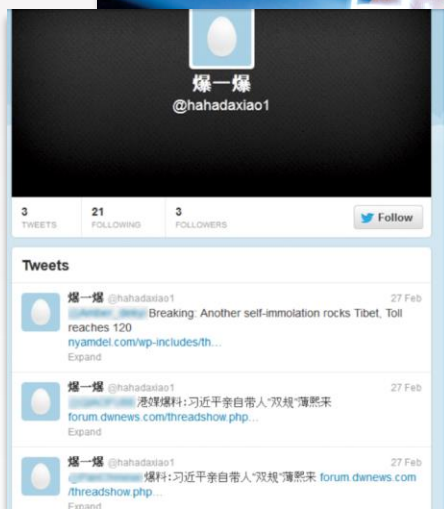 爆一爆
@hahadaxiao1
3 21 3
TWEETS FOLLOWING FOLLOWERS
Follow
Tweets
爆一爆 @hahadaxiao1 27 Feb
Breaking: Another self-immolation rocks Tibet, Toll
reaches 120
nyamdel.com/wp-includes/th…
Expand
爆一爆 @hahadaxiao1 27 Feb
港媒爆料:习近平亲自带人“双规”薄熙来
forum.dwnews.com/threadshow.php…
Expand
爆一爆 @hahadaxiao1 27 Feb
爆料:习近平亲自带人“双规”薄熙来 forum.dwnews.com
/threadshow.php…
Expand